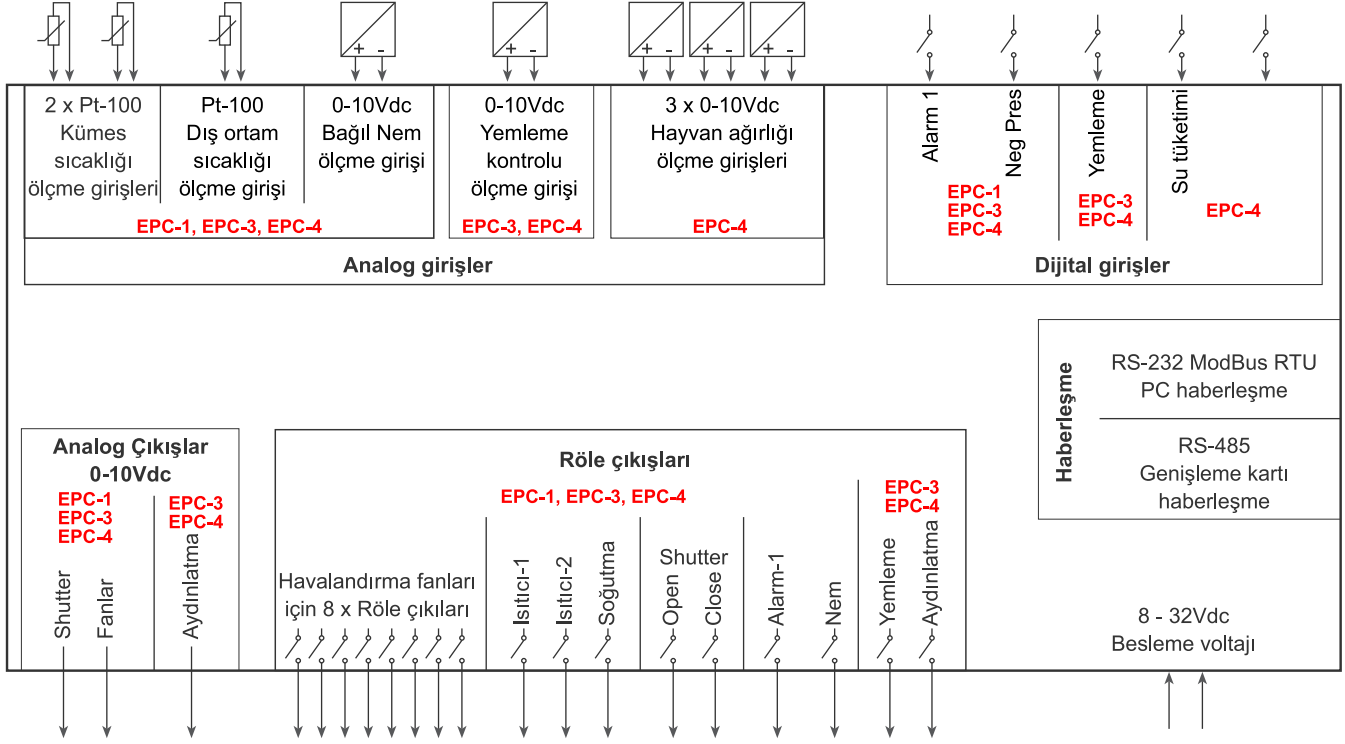 2 x Pt-100
Kümes
sıcaklığı
ölçme girişleri
Pt-100
Dış ortam
sıcaklığı
ölçme girişi
0-10Vdc
Bağıl Nem
ölçme girişi
EPC-1, EPC-3, EPC-4
+ -
0-10Vdc
Yemleme
kontrolu
ölçme girişi
EPC-3, EPC-4
+ -
3 x 0-10Vdc
Hayvan ağırlığı
ölçme girişleri
EPC-4
+ - + - + -
Analog girişler
Alarm 1
Neg Pres
EPC-1
EPC-3
EPC-4
Yemleme
EPC-3
EPC-4
Su tüketimi
EPC-4
Dijital girişler
Haberleşme
RS-232 ModBus RTU
PC haberleşme
RS-485
Genişleme kartı
haberleşme
Analog Çıkışlar
0-10Vdc
EPC-1
EPC-3
EPC-4
Shutter
Fanlar
EPC-3
EPC-4
Aydınlatma
Röle çıkışları
EPC-1, EPC-3, EPC-4
Havalandırma fanları
için 8 x Röle çıkıları
Isıtıcı-1
Isıtıcı-2
Soğutma
Shutter
Open
Close
Alarm-1
Nem
EPC-3
EPC-4
Yemleme
Aydınlatma
8 - 32Vdc
Besleme voltajı